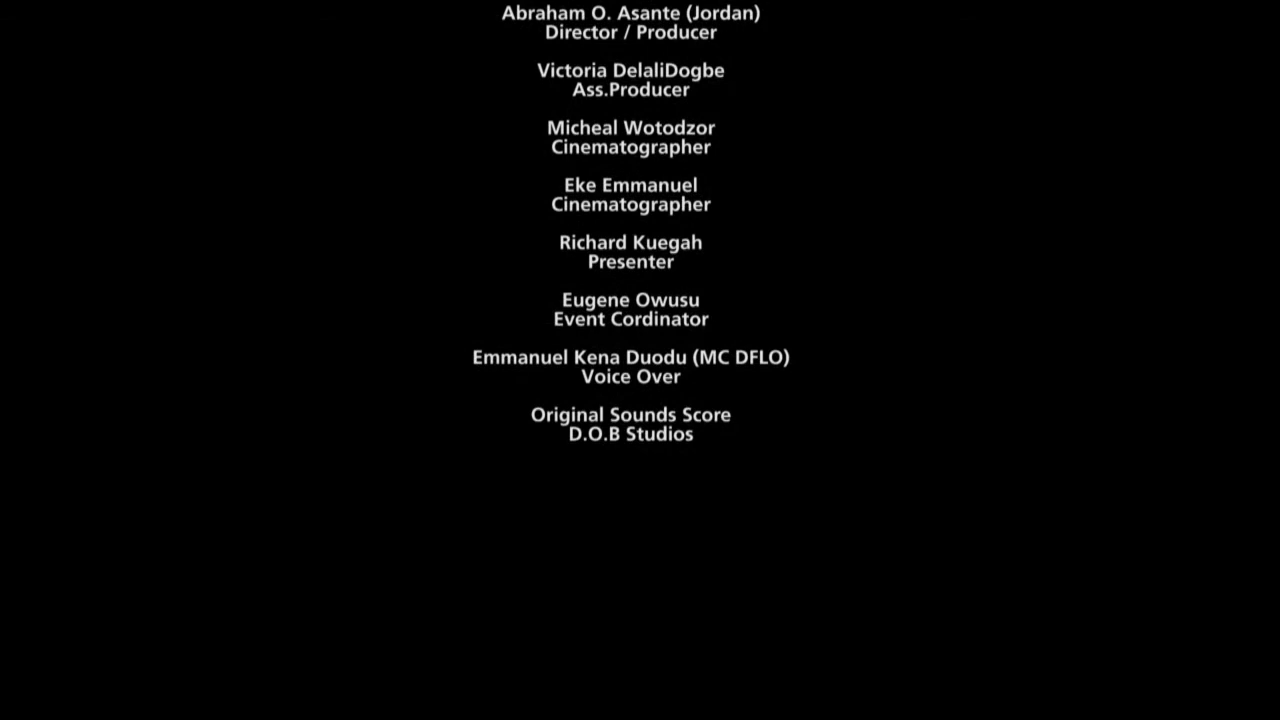 Abraham O. Asante (Jordan)
Director / Producer
Victoria DelaliDogbe
Ass.Producer
Micheal Wotodzor
Cinematographer
Eke Emmanuel
Cinematographer
Richard Kuegah
Presenter
Eugene Owusu
Event Cordinator
Emmanuel Kena Duodu (MC DFLO)
Voice Over
Original Sounds Score
D.O.B Studios